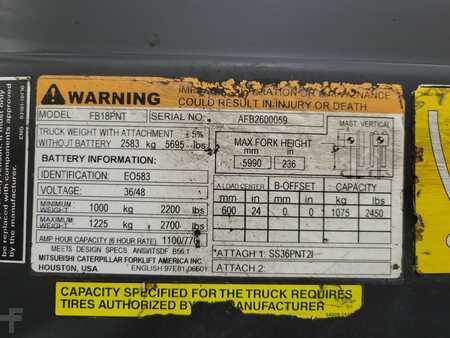 WARNING
COULD RESULT IN INJURY OR DEATH
MODEL FB18PNT SERIAL NO: AFB2600059
TRUCK WEIGHT WITH ATTACHMENT ± 5%
WITHOUT BATTERY 2583 kg 5695 lbs
BATTERY INFORMATION:
IDENTIFICATION: EO583
VOLTAGE: 36/48
MINIMUM WEIGHT 1000 kg 2200 lbs
MAXIMUM WEIGHT 1225 kg 2700 lbs
AMP HOUR CAPACITY (6 HOUR RATE) 1100/
MEETS DESIGN SPECS. ANSI/ITSDF B56.1
MITSUBISHI CATERPILLAR FORKLIFT AMERICA INC.
HOUSTON, USA ENGLISH 97E81-06601
MAST. VERTICAL
MAX FORK HEIGHT
mm in
5990 236
A.LOAD CENTER B-OFFSET CAPACITY
mm in mm in kg lbs
600 24 0 0 1075 2450
*ATTACH 1: SS36PNT2I
ATTACH 2:
CAPACITY SPECIFIED FOR THE TRUCK REQUIRES
TIRES AUTHORIZED BY THE MANUFACTURER.
by the manufacturer.